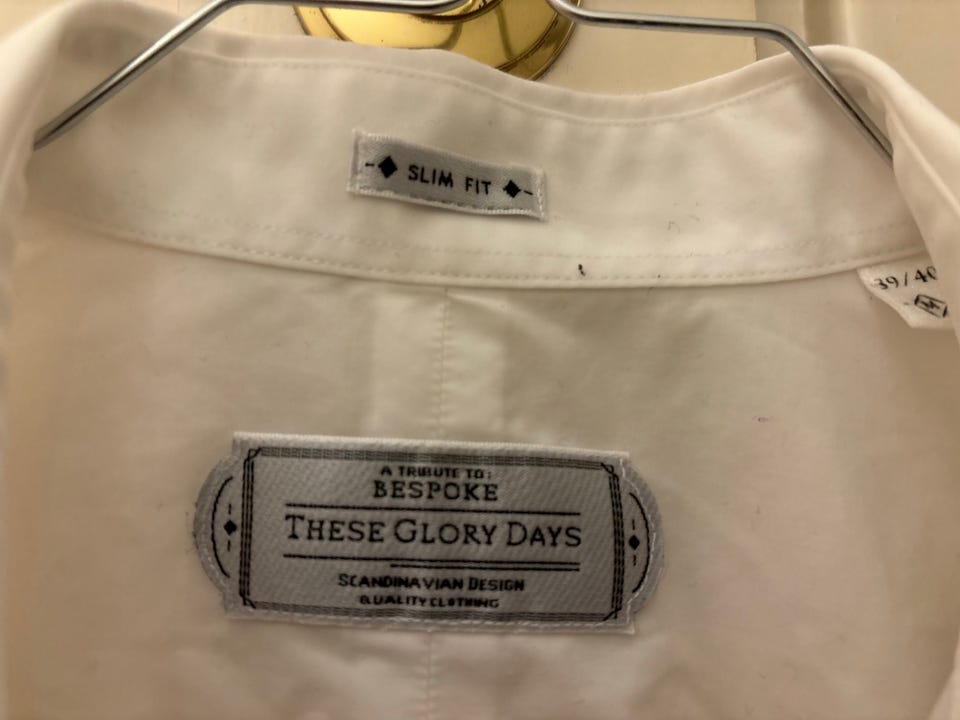 SLIM FIT
39/40
M
A TRIBUTE TO:
BESPOKE
THESE GLORY DAYS
SCANDINAVIAN DESIGN
QUALITY CLOTHING